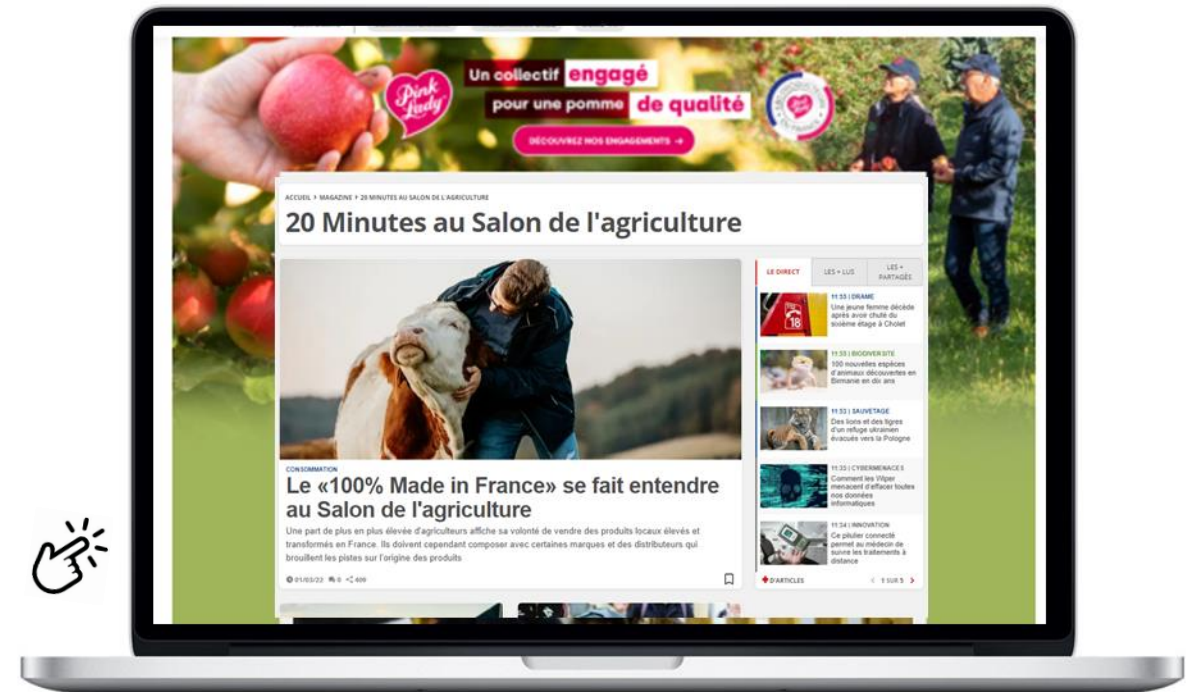 Pink
Lady
Un collectif engagé
pour une pomme de qualité
DÉCOUVREZ NOS ENGAGEMENTS →
ACCUEIL > MAGAZINE > 20 MINUTES AU SALON DE L'AGRICULTURE
20 Minutes au Salon de l'agriculture
CONSOMMATION
Le «100% Made in France» se fait entendre
au Salon de l'agriculture
Une part de plus en plus élevée d'agriculteurs affiche sa volonté de vendre des produits locaux élevés et
transformés en France. Ils doivent cependant composer avec certaines marques et des distributeurs qui
brouillent les pistes sur l'origine des produits
01/03/22 0 400
LE DIRECT
LES + LUS
LES +
PARTAGÉS
18
11:33 | DRAME
Une jeune femme décède
après avoir chuté du
sixième étage à Cholet
11:33 | BIODIVERSITE
100 nouvelles espèces
d'animaux découvertes en
Birmanie en dix ans
11:33 | SAUVETAGE
Des lions et des tigres
d'un refuge ukrainien
évacués vers la Pologne
11:33 | CYBERMENACES
Comment les Wiper
menacent d'effacer toutes
nos données
informatiques
11:34 | INNOVATION
Ce pilulier connecté
permet au médecin de
suivre les traitements à
distance
+ D'ARTICLES
< 1 SUR 5 >